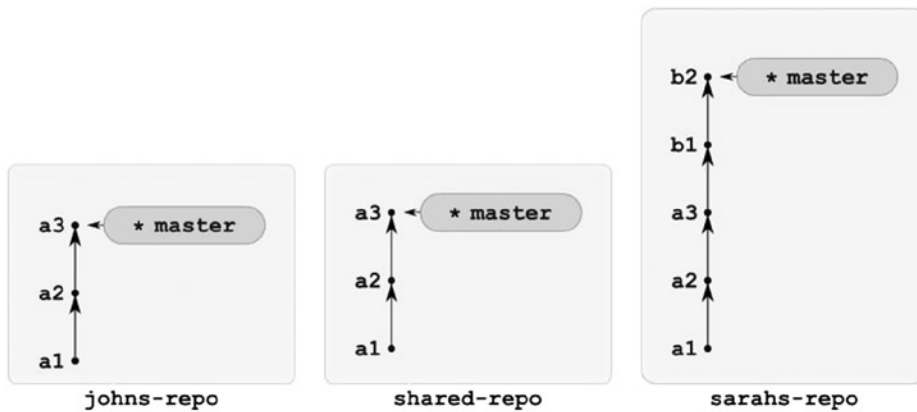 a3
* master
a2
a1
johns-repo
a3
* master
a2
a1
shared-repo
b2
* master
b1
a3
a2
a1
sarahs-repo